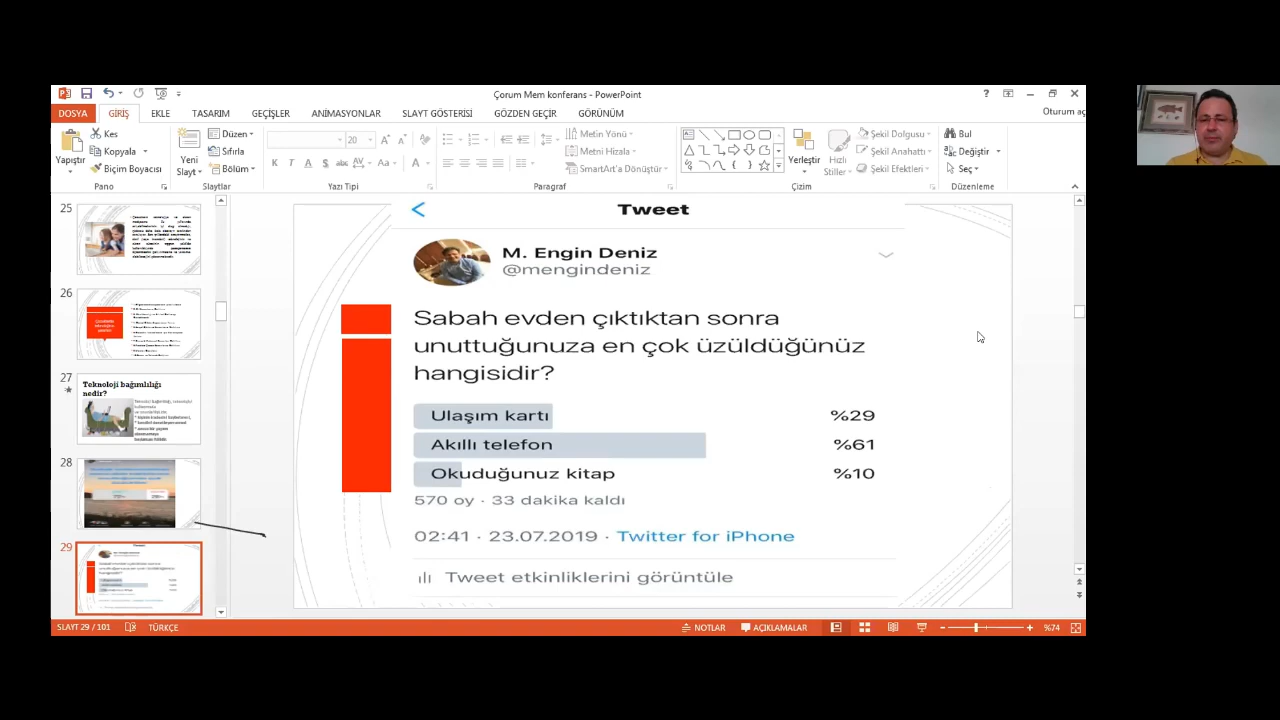 Çorum Mem konferans - PowerPoint
DOSYA GİRİŞ EKLE TASARIM GEÇİŞLER ANİMASYONLAR SLAYT GÖSTERİSİ GÖZDEN GEÇİR GÖRÜNÜM Oturum aç
Yapıştır
Kes
Kopyala
Biçim Boyacısı
Pano
Yeni
Slayt
Düzen
Sıfırla
Bölüm
Slaytlar
20
K T A S abc AV Aa A
Yazı Tipi
Metin Yönü
Metni Hizala
SmartArt'a Dönüştür
Paragraf
Yerleştir
Hızlı
Stiller
Şekil Dolgusu
Şekil Anahattı
Şekil Efektleri
Çizim
Bul
Değiştir
Seç
Düzenleme
25
26
27
Teknoloji bağımlılığı
nedir?
28
29
Tweet
M. Engin Deniz
@mengindeniz
Sabah evden çıktıktan sonra
unuttuğunuza en çok üzüldüğünüz
hangisidir?
Ulaşım kartı %29
Akıllı telefon %61
Okuduğunuz kitap %10
570 oy · 33 dakika kaldı
02:41 · 23.07.2019 · Twitter for iPhone
Tweet etkinliklerini görüntüle
SLAYT 29 / 101 TÜRKÇE NOTLAR AÇIKLAMALAR %74